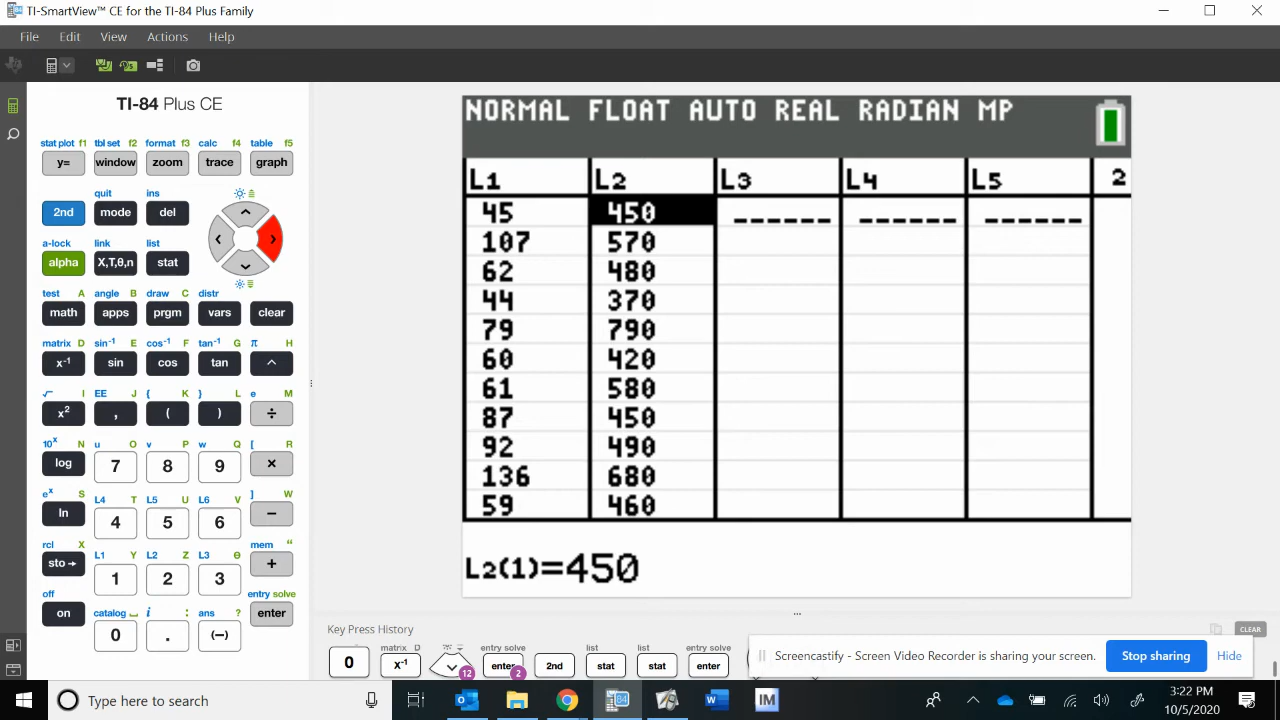 TI-SmartView™ CE for the TI-84 Plus Family
File Edit View Actions Help
TI-84 Plus CE
stat plot f1 tbl set f2 format f3 calc f4 table f5
y= window zoom trace graph
quit ins
2nd mode del
a-lock link list
alpha X,T,θ,n stat
test A angle B draw C distr
math apps prgm vars clear
matrix D sin⁻¹ E cos⁻¹ F tan⁻¹ G π H
x⁻¹ sin cos tan ^
√ I EE J { K } L e M
x² , ( ) ÷
10ˣ N u O v P w Q [ R
log 7 8 9 ×
eˣ S L4 T L5 U L6 V ] W
ln 4 5 6 −
rcl X L1 Y L2 Z L3 θ mem “
sto→ 1 2 3 +
off catalog i : ans ? entry solve
on 0 . (−) enter
NORMAL FLOAT AUTO REAL RADIAN MP
L1 L2 L3 L4 L5 2
45 450 ------ ------ ------
107 570
62 480
44 370
79 790
60 420
61 580
87 450
92 490
136 680
59 460
L2(1)=450
Key Press History
CLEAR
matrix D entry solve list list entry solve
0 x⁻¹ 12 enter 2 2nd stat stat enter
Screencastify - Screen Video Recorder is sharing your screen. Stop sharing Hide
Type here to search
84
IM
3:22 PM
10/5/2020